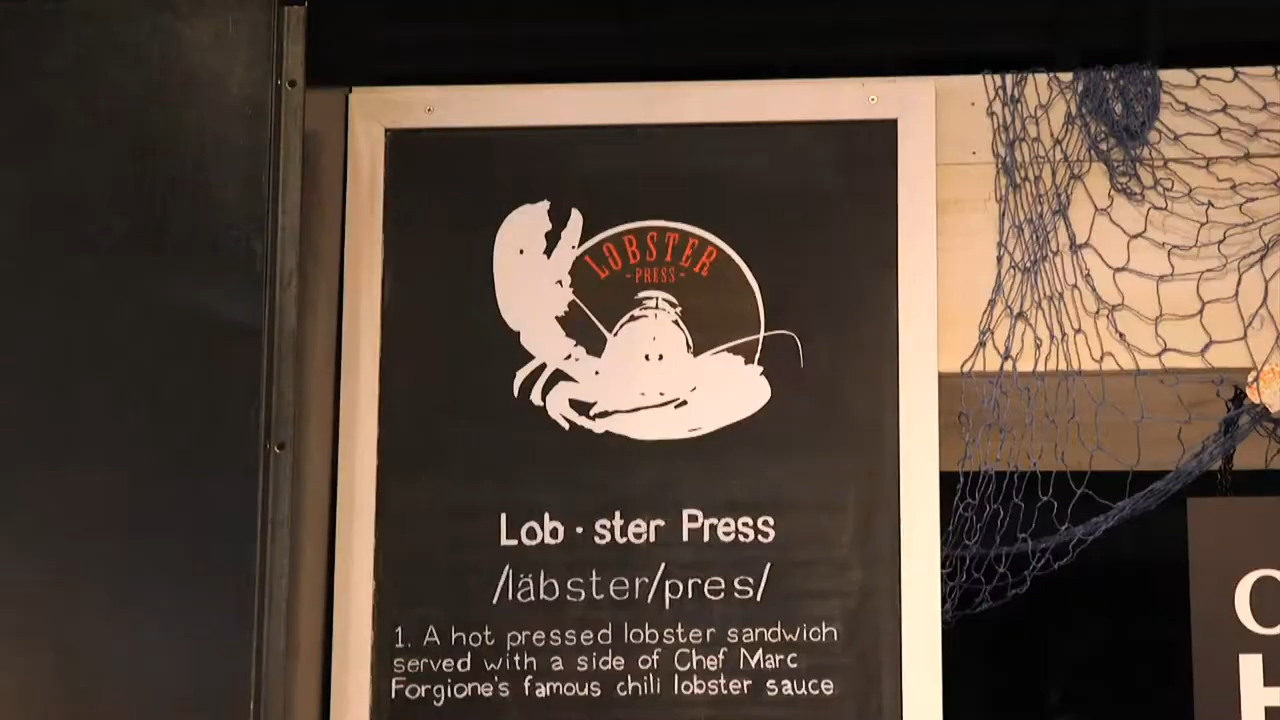 LOBSTER
-PRESS-
Lob · ster Press
/läbster/pres/
1. A hot pressed lobster sandwich
served with a side of Chef Marc
Forgione's famous chili lobster sauce